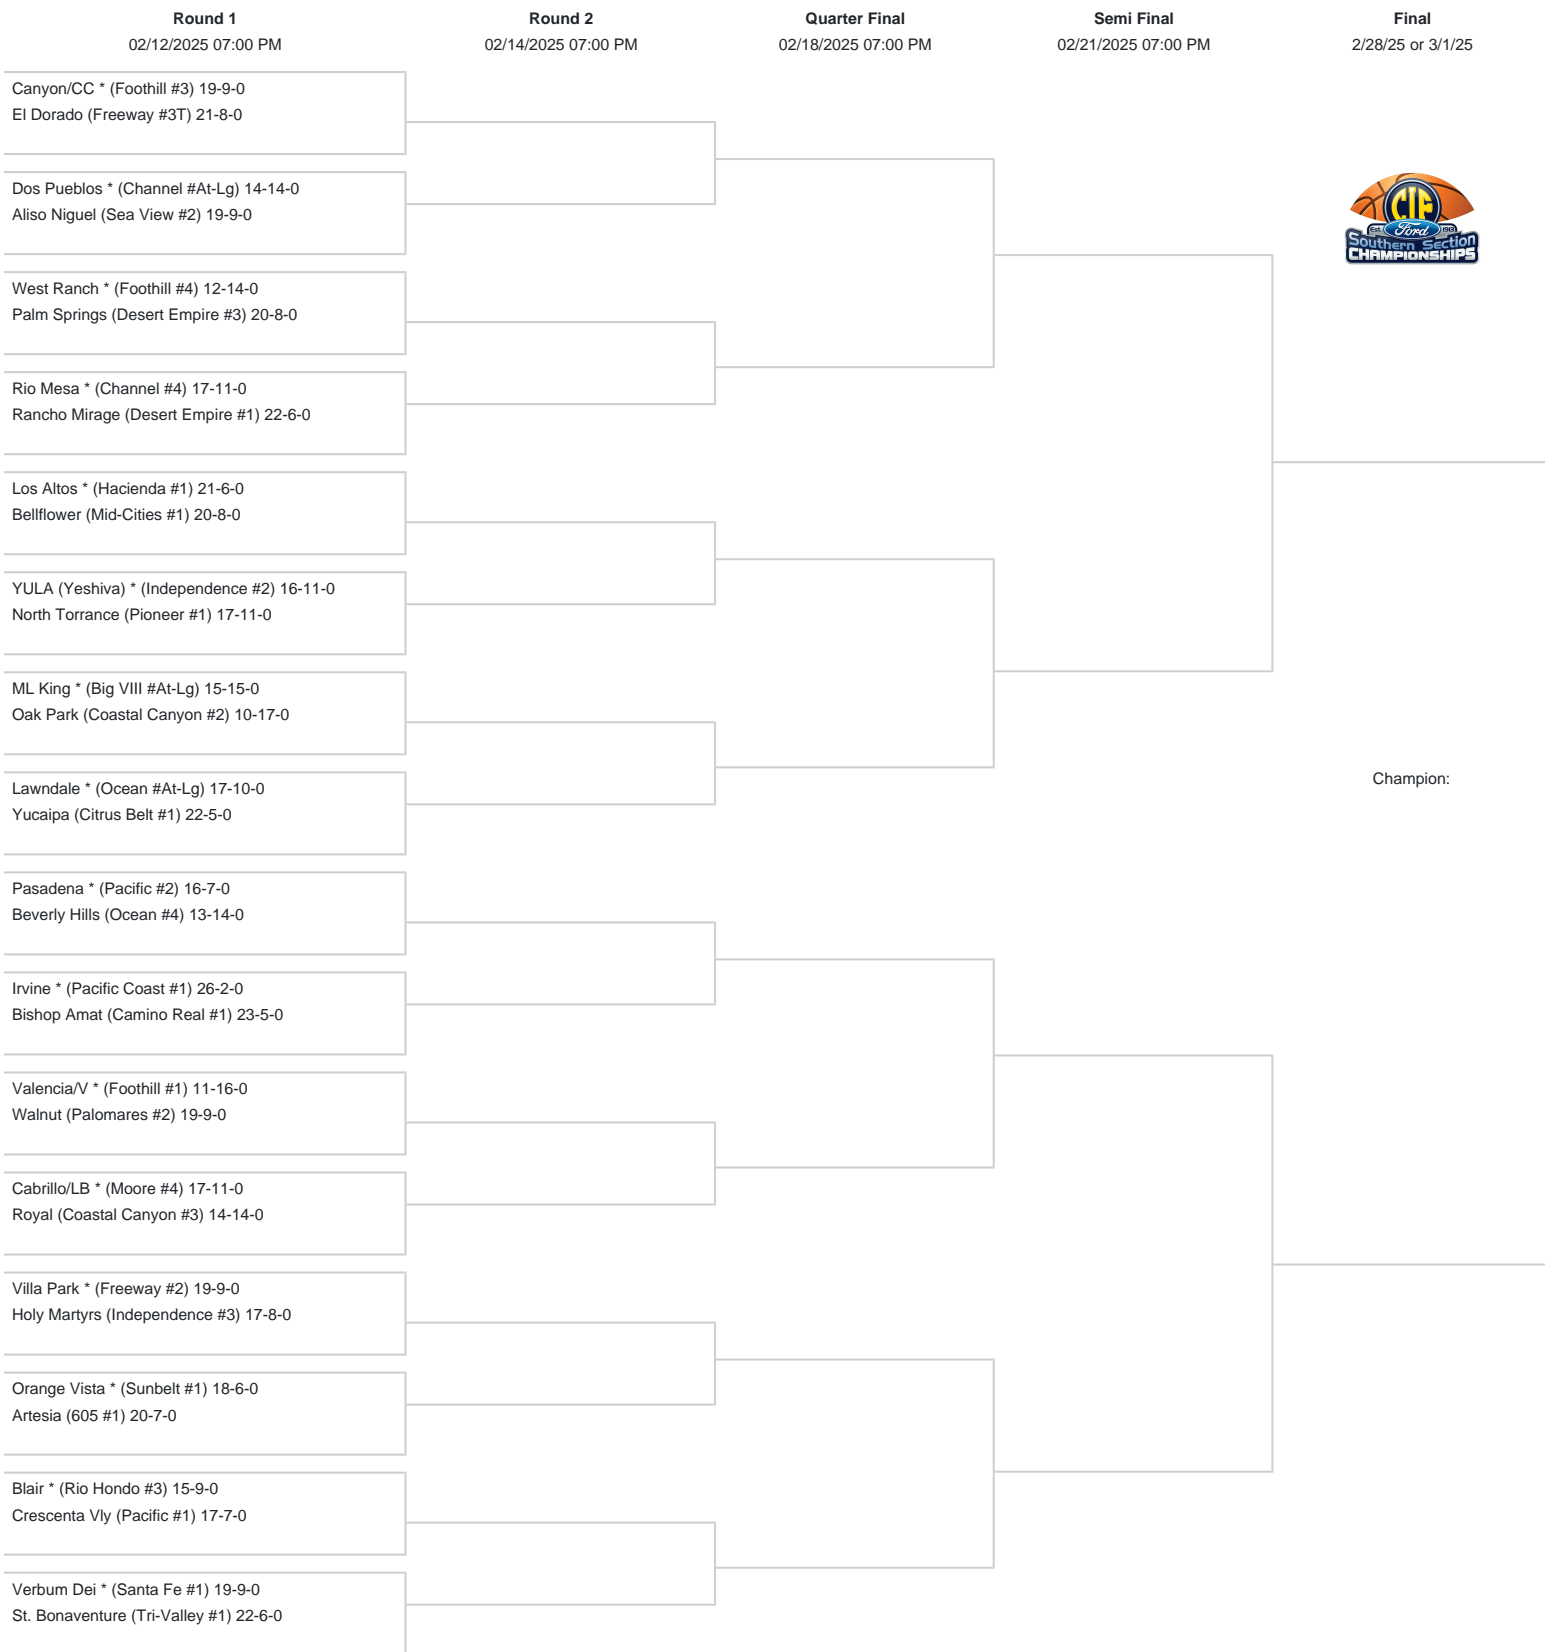 Round 1
Round 2
Quarter Final
Semi Final
Final
02/12/2025 07:00 PM
02/14/2025 07:00 PM
02/18/2025 07:00 PM
02/21/2025 07:00 PM
2/28/25 or 3/1/25
Canyon/CC * (Foothill #3) 19-9-0
El Dorado (Freeway #3T) 21-8-0
Dos Pueblos * (Channel #At-Lg) 14-14-0
Aliso Niguel (Sea View #2) 19-9-0
CIF
Est. Ford 1913
Southern Section
CHAMPIONSHIPS
West Ranch * (Foothill #4) 12-14-0
Palm Springs (Desert Empire #3) 20-8-0
Rio Mesa * (Channel #4) 17-11-0
Rancho Mirage (Desert Empire #1) 22-6-0
Los Altos * (Hacienda #1) 21-6-0
Bellflower (Mid-Cities #1) 20-8-0
YULA (Yeshiva) * (Independence #2) 16-11-0
North Torrance (Pioneer #1) 17-11-0
ML King * (Big VIII #At-Lg) 15-15-0
Oak Park (Coastal Canyon #2) 10-17-0
Lawndale * (Ocean #At-Lg) 17-10-0
Yucaipa (Citrus Belt #1) 22-5-0
Champion:
Pasadena * (Pacific #2) 16-7-0
Beverly Hills (Ocean #4) 13-14-0
Irvine * (Pacific Coast #1) 26-2-0
Bishop Amat (Camino Real #1) 23-5-0
Valencia/V * (Foothill #1) 11-16-0
Walnut (Palomares #2) 19-9-0
Cabrillo/LB * (Moore #4) 17-11-0
Royal (Coastal Canyon #3) 14-14-0
Villa Park * (Freeway #2) 19-9-0
Holy Martyrs (Independence #3) 17-8-0
Orange Vista * (Sunbelt #1) 18-6-0
Artesia (605 #1) 20-7-0
Blair * (Rio Hondo #3) 15-9-0
Crescenta Vly (Pacific #1) 17-7-0
Verbum Dei * (Santa Fe #1) 19-9-0
St. Bonaventure (Tri-Valley #1) 22-6-0